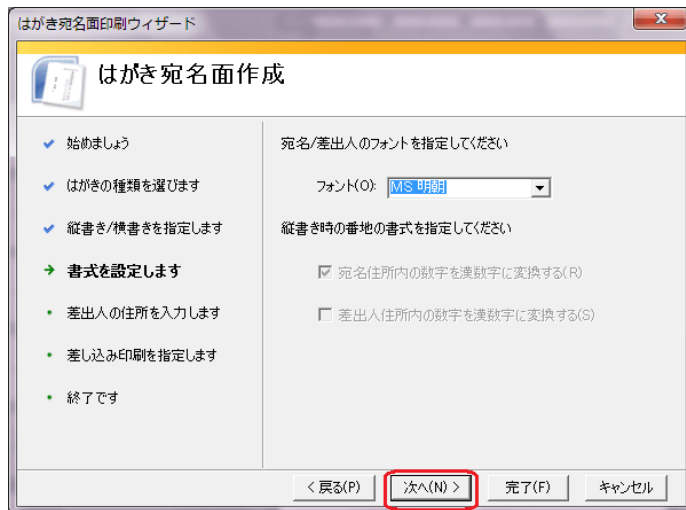 はがき宛名面印刷ウィザード
はがき宛名面作成
始めましょう
はがきの種類を選びます
縦書き/横書きを指定します
書式を設定します
差出人の住所を入力します
差し込み印刷を指定します
終了です
宛名/差出人のフォントを指定してください
フォント(O): MS 明朝
縦書き時の番地の書式を指定してください
宛名住所内の数字を漢数字に変換する(R)
差出人住所内の数字を漢数字に変換する(S)
< 戻る(P) 次へ(N) > 完了(F) キャンセル